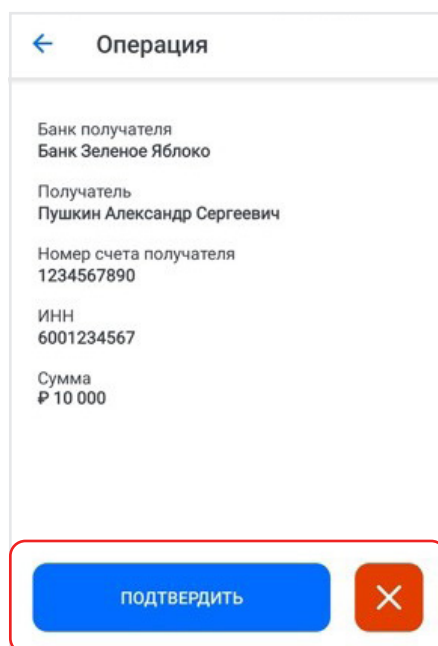 Операция
Банк получателя
Банк Зеленое Яблоко
Получатель
Пушкин Александр Сергеевич
Номер счета получателя
1234567890
ИНН
6001234567
Сумма
₽ 10 000
ПОДТВЕРДИТЬ